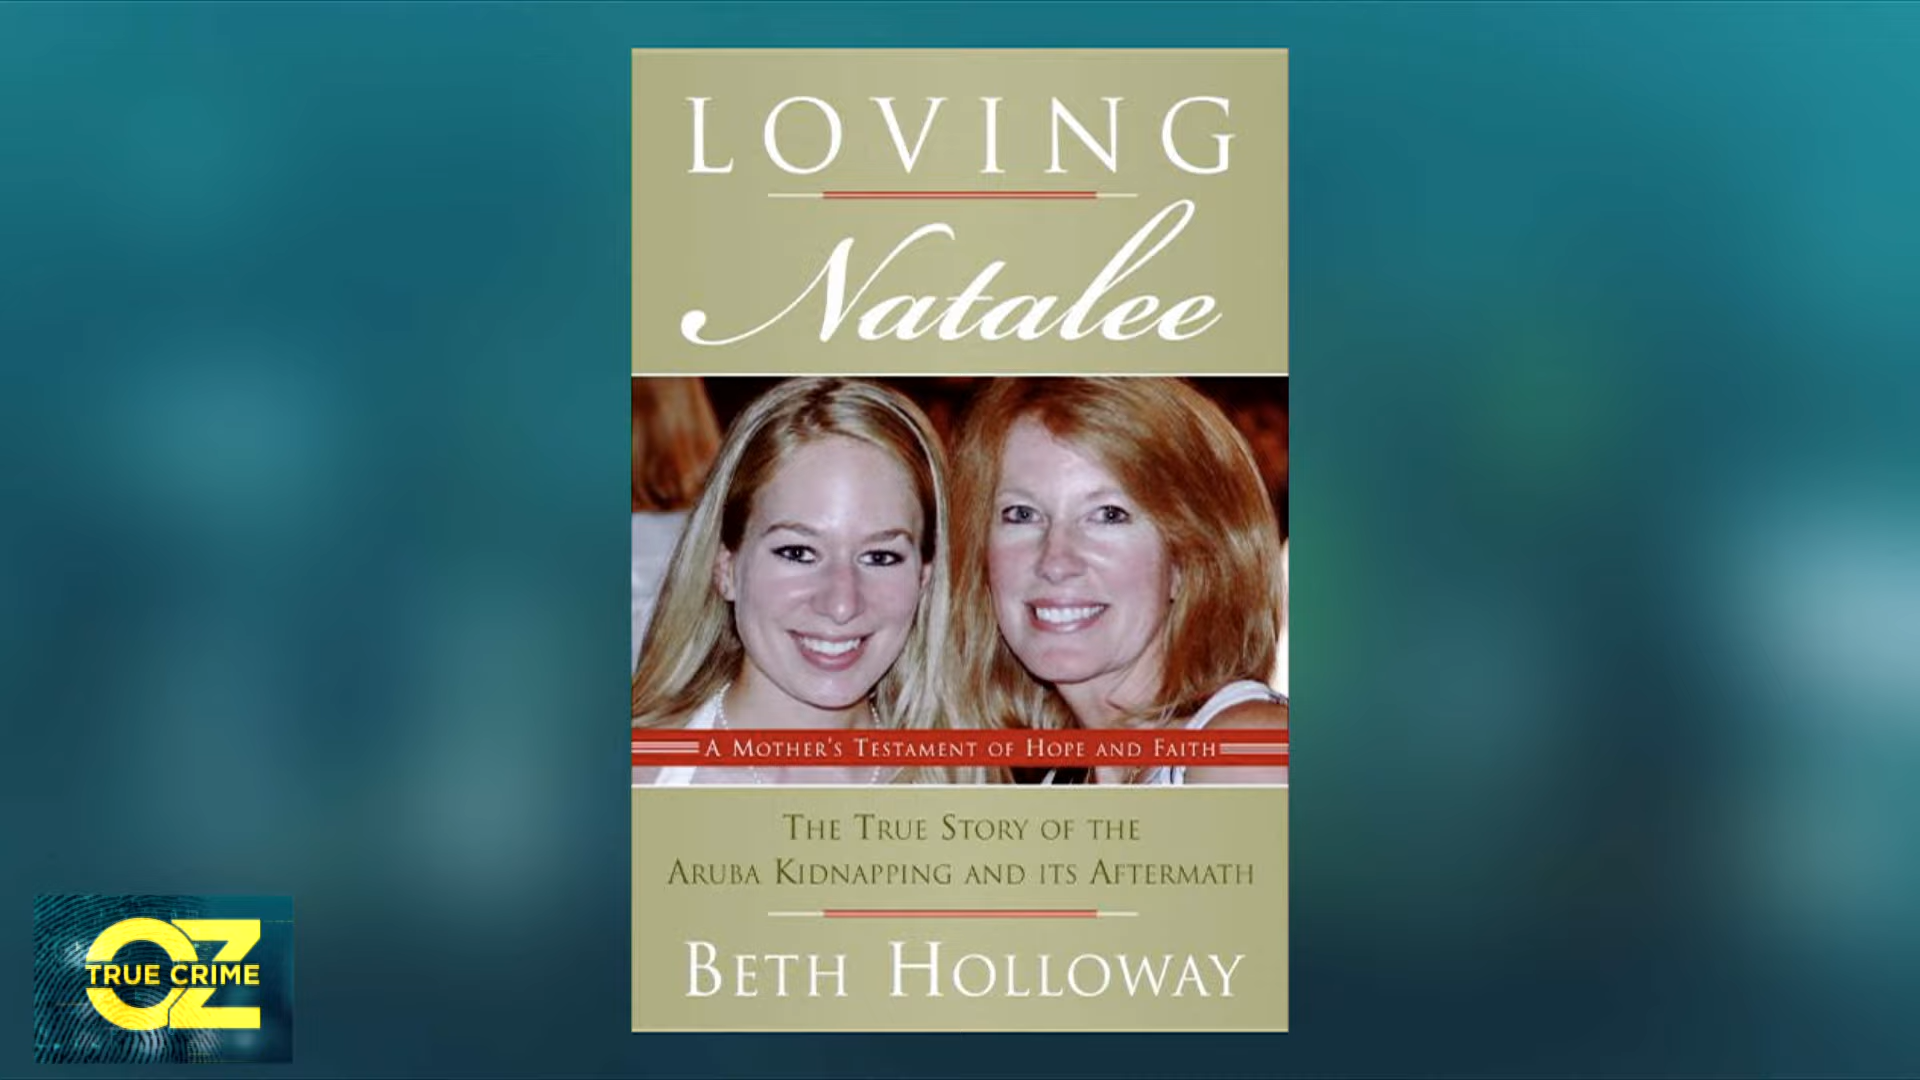 LOVING
Natalee
A MOTHER'S TESTAMENT OF HOPE AND FAITH
THE TRUE STORY OF THE
ARUBA KIDNAPPING AND ITS AFTERMATH
BETH HOLLOWAY
OZ
TRUE CRIME